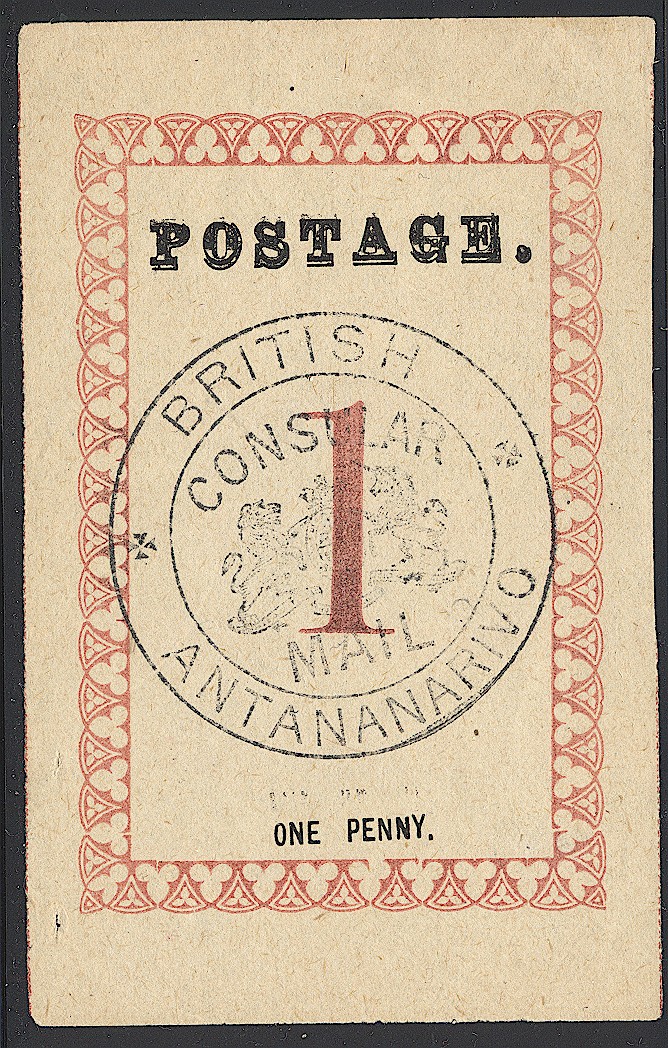 POSTAGE.
BRITISH
CONSULAR
1
MAIL
ANTANANARIVO
ONE PENNY.